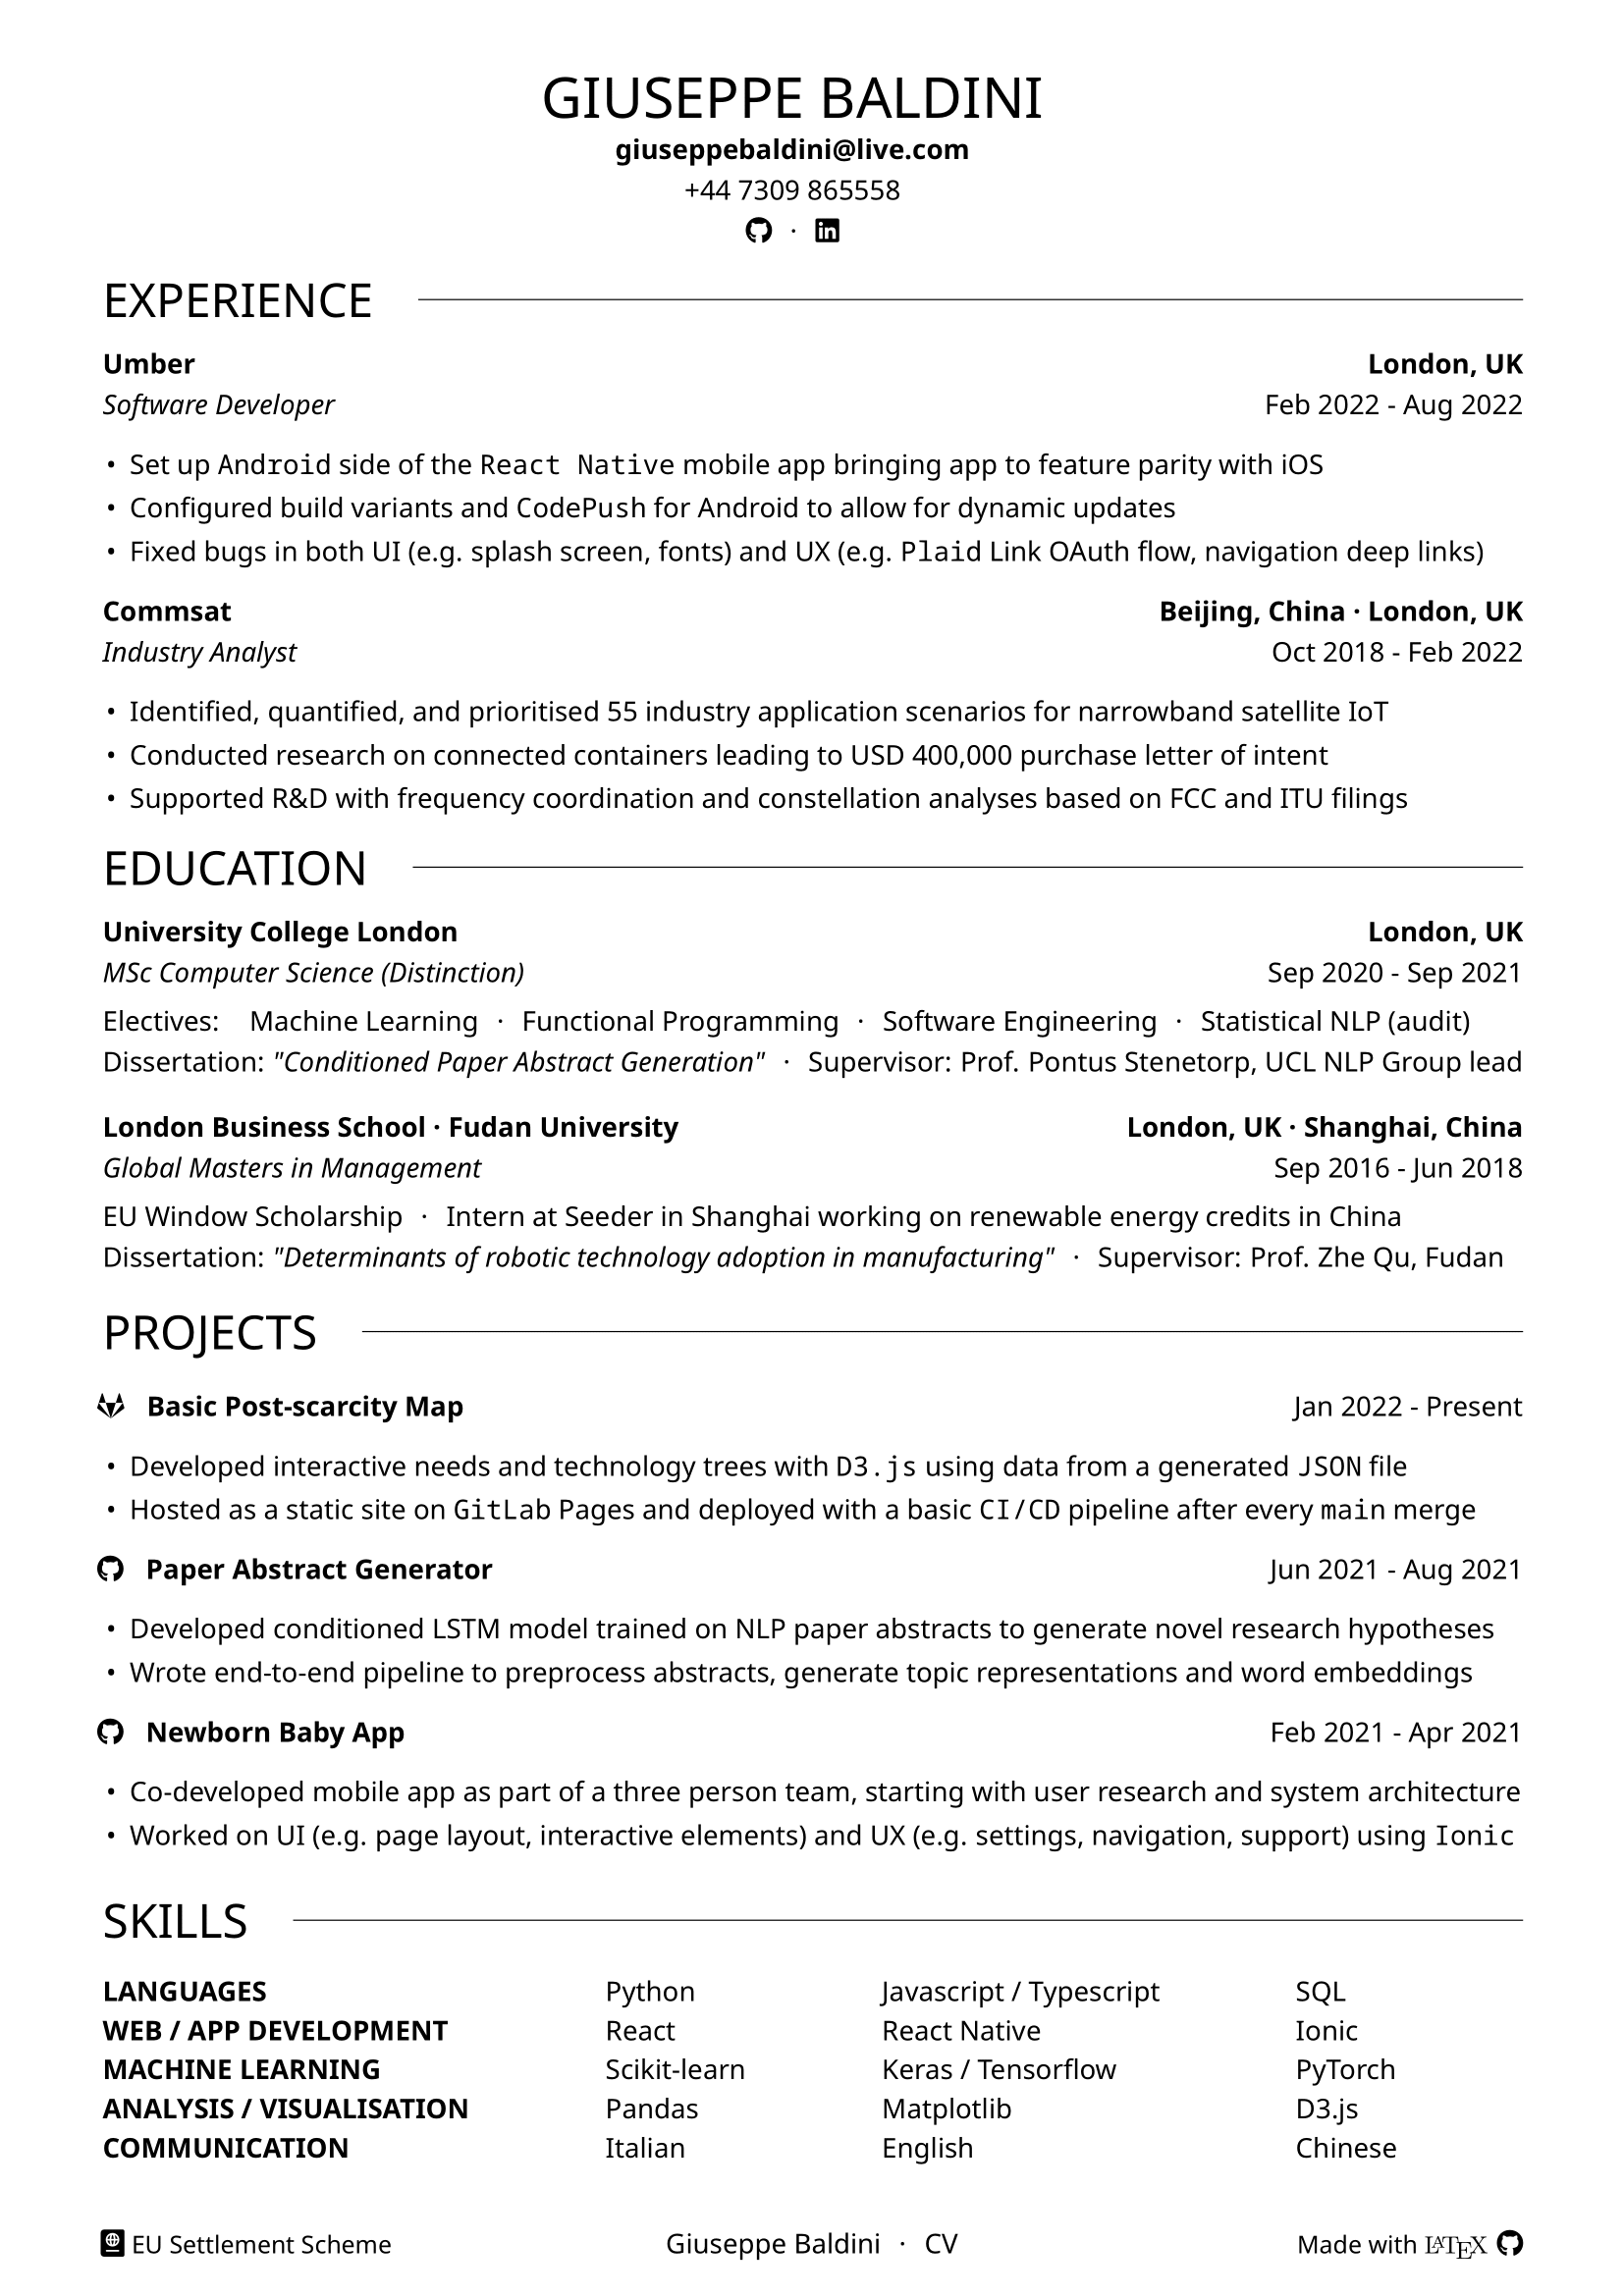 GIUSEPPE BALDINI
giuseppebaldini@live.com
+44 7309 865558
·
EXPERIENCE
Umber London, UK
Software Developer Feb 2022 - Aug 2022
• Set up Android side of the React Native mobile app bringing app to feature parity with iOS
• Configured build variants and CodePush for Android to allow for dynamic updates
• Fixed bugs in both UI (e.g. splash screen, fonts) and UX (e.g. Plaid Link OAuth flow, navigation deep links)
Commsat Beijing, China · London, UK
Industry Analyst Oct 2018 - Feb 2022
• Identified, quantified, and prioritised 55 industry application scenarios for narrowband satellite IoT
• Conducted research on connected containers leading to USD 400,000 purchase letter of intent
• Supported R&D with frequency coordination and constellation analyses based on FCC and ITU filings
EDUCATION
University College London London, UK
MSc Computer Science (Distinction) Sep 2020 - Sep 2021
Electives: Machine Learning · Functional Programming · Software Engineering · Statistical NLP (audit)
Dissertation: "Conditioned Paper Abstract Generation" · Supervisor: Prof. Pontus Stenetorp, UCL NLP Group lead
London Business School · Fudan University London, UK · Shanghai, China
Global Masters in Management Sep 2016 - Jun 2018
EU Window Scholarship · Intern at Seeder in Shanghai working on renewable energy credits in China
Dissertation: "Determinants of robotic technology adoption in manufacturing" · Supervisor: Prof. Zhe Qu, Fudan
PROJECTS
Basic Post-scarcity Map Jan 2022 - Present
• Developed interactive needs and technology trees with D3.js using data from a generated JSON file
• Hosted as a static site on GitLab Pages and deployed with a basic CI/CD pipeline after every main merge
Paper Abstract Generator Jun 2021 - Aug 2021
• Developed conditioned LSTM model trained on NLP paper abstracts to generate novel research hypotheses
• Wrote end-to-end pipeline to preprocess abstracts, generate topic representations and word embeddings
Newborn Baby App Feb 2021 - Apr 2021
• Co-developed mobile app as part of a three person team, starting with user research and system architecture
• Worked on UI (e.g. page layout, interactive elements) and UX (e.g. settings, navigation, support) using Ionic
SKILLS
LANGUAGES Python Javascript / Typescript SQL
WEB / APP DEVELOPMENT React React Native Ionic
MACHINE LEARNING Scikit-learn Keras / Tensorflow PyTorch
ANALYSIS / VISUALISATION Pandas Matplotlib D3.js
COMMUNICATION Italian English Chinese
EU Settlement Scheme Giuseppe Baldini · CV Made with LATEX